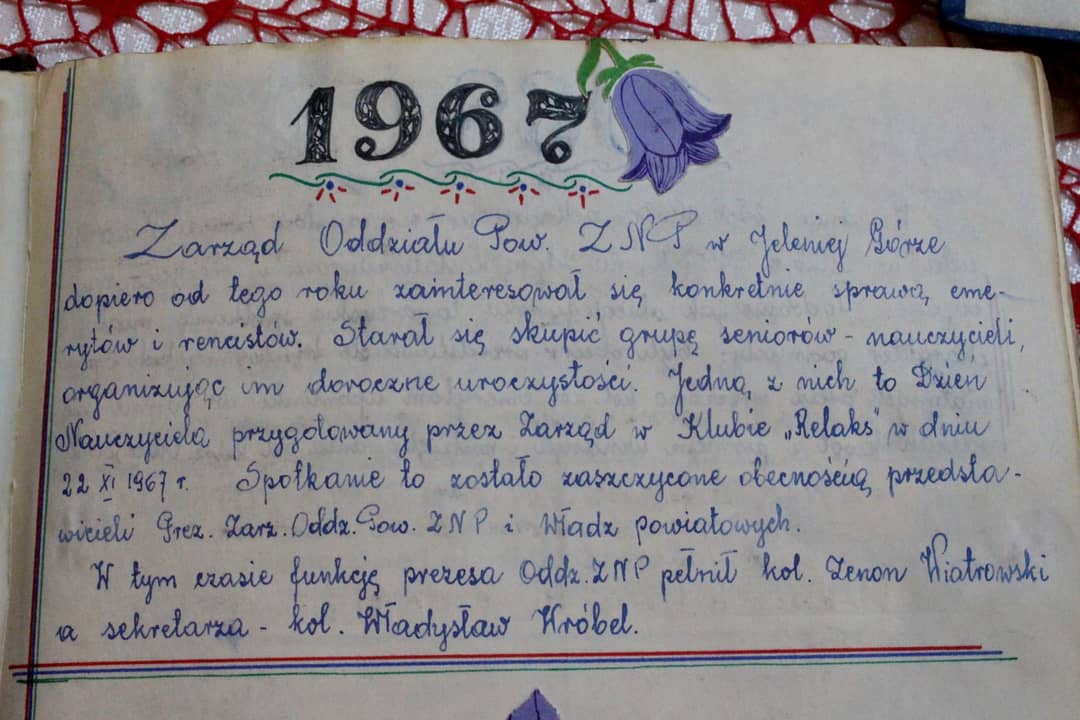 1967
Zarząd Oddziału Pow. ZNP w Jeleniej Górze
dopiero od tego roku zainteresował się konkretnie sprawą eme-
rytów i rencistów. Starał się skupić grupę seniorów - nauczycieli,
organizując im doroczne uroczystości. Jedną z nich to Dzień
Nauczyciela przygotowany przez Zarząd w Klubie „Relaks” w dniu
22 XI 1967 r. Spotkanie to zostało zaszczycone obecnością przedsta-
wicieli Prez. Zarz. Oddz. Pow. ZNP i Władz powiatowych.
W tym czasie funkcję prezesa Oddz. ZNP pełnił kol. Zenon Wiatrowski
a sekretarza - kol. Władysław Wróbel.